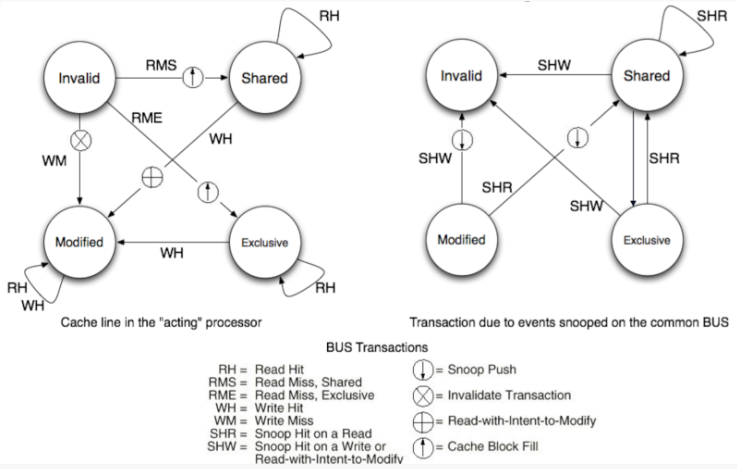 RH
Invalid
RMS
Shared
RME
WH
WM
Modified
WH
Exclusive
RH
WH
RH
Cache line in the "acting" processor
SHR
Invalid
SHW
Shared
SHW
SHR
SHR
SHW
Modified
Exclusive
Transaction due to events snooped on the common BUS
BUS Transactions
RH = Read Hit
RMS = Read Miss, Shared
RME = Read Miss, Exclusive
WH = Write Hit
WM = Write Miss
SHR = Snoop Hit on a Read
SHW = Snoop Hit on a Write or
Read-with-Intent-to-Modify
= Snoop Push
= Invalidate Transaction
= Read-with-Intent-to-Modify
= Cache Block Fill